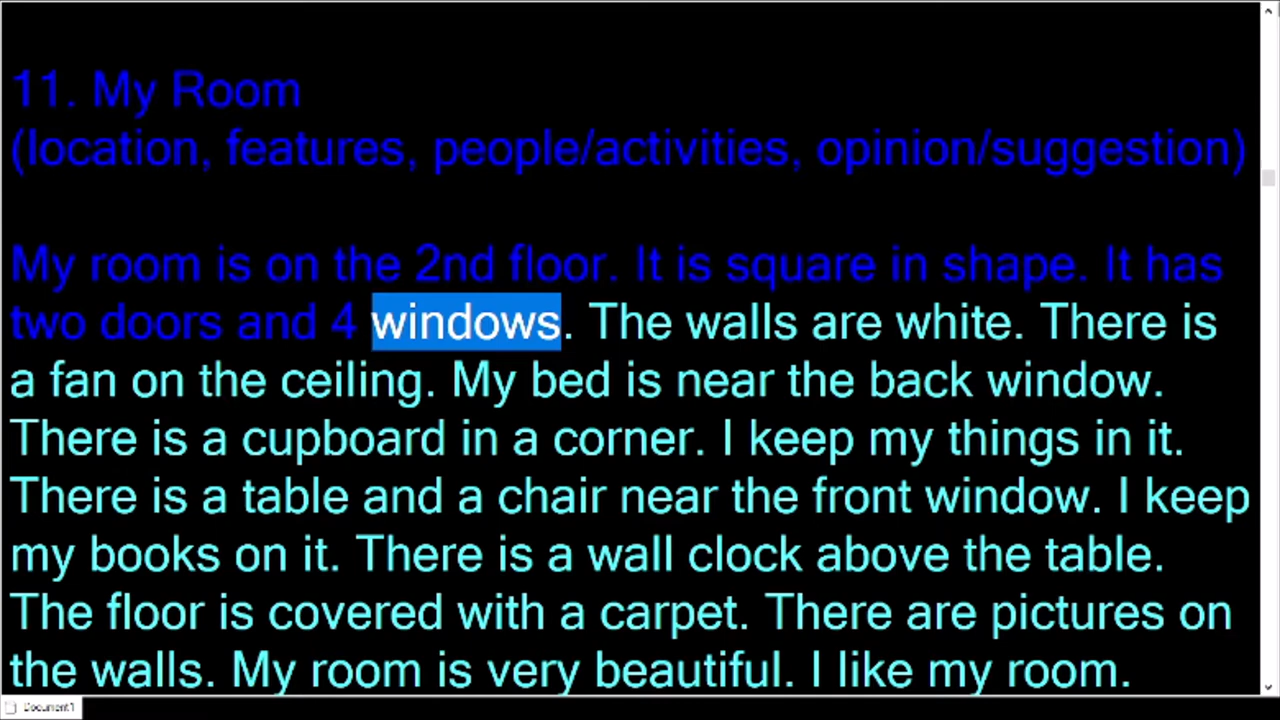 11. My Room
(location, features, people/activities, opinion/suggestion)
My room is on the 2nd floor. It is square in shape. It has
two doors and 4 windows. The walls are white. There is
a fan on the ceiling. My bed is near the back window.
There is a cupboard in a corner. I keep my things in it.
There is a table and a chair near the front window. I keep
my books on it. There is a wall clock above the table.
The floor is covered with a carpet. There are pictures on
the walls. My room is very beautiful. I like my room.
Document1